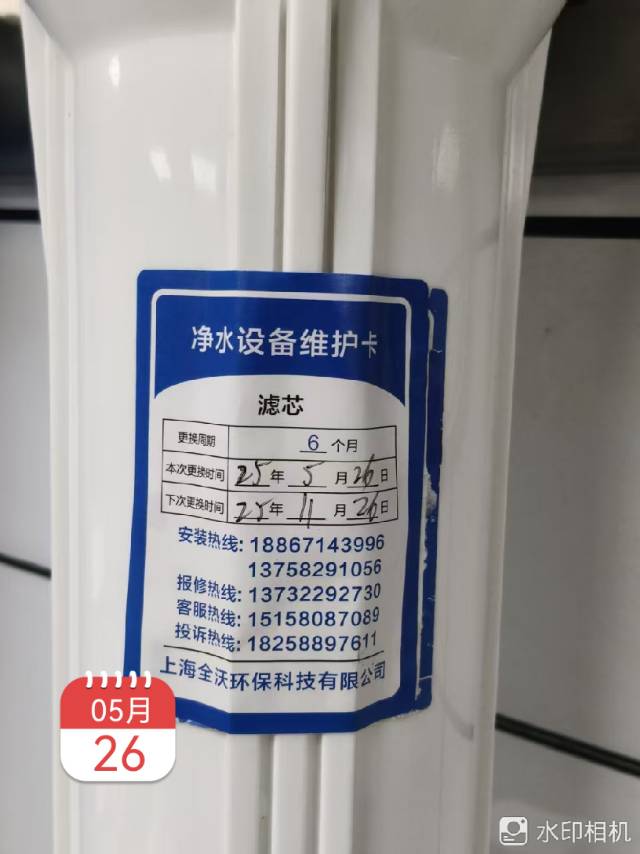 净水设备维护卡
滤芯
更换周期 6 个月
本次更换时间 25 年 5 月 26 日
下次更换时间 25 年 11 月 26 日
安装热线: 18867143996
13758291056
报修热线: 13732292730
客服热线: 15158087089
投诉热线: 18258897611
上海全沃环保科技有限公司
05月
26
水印相机